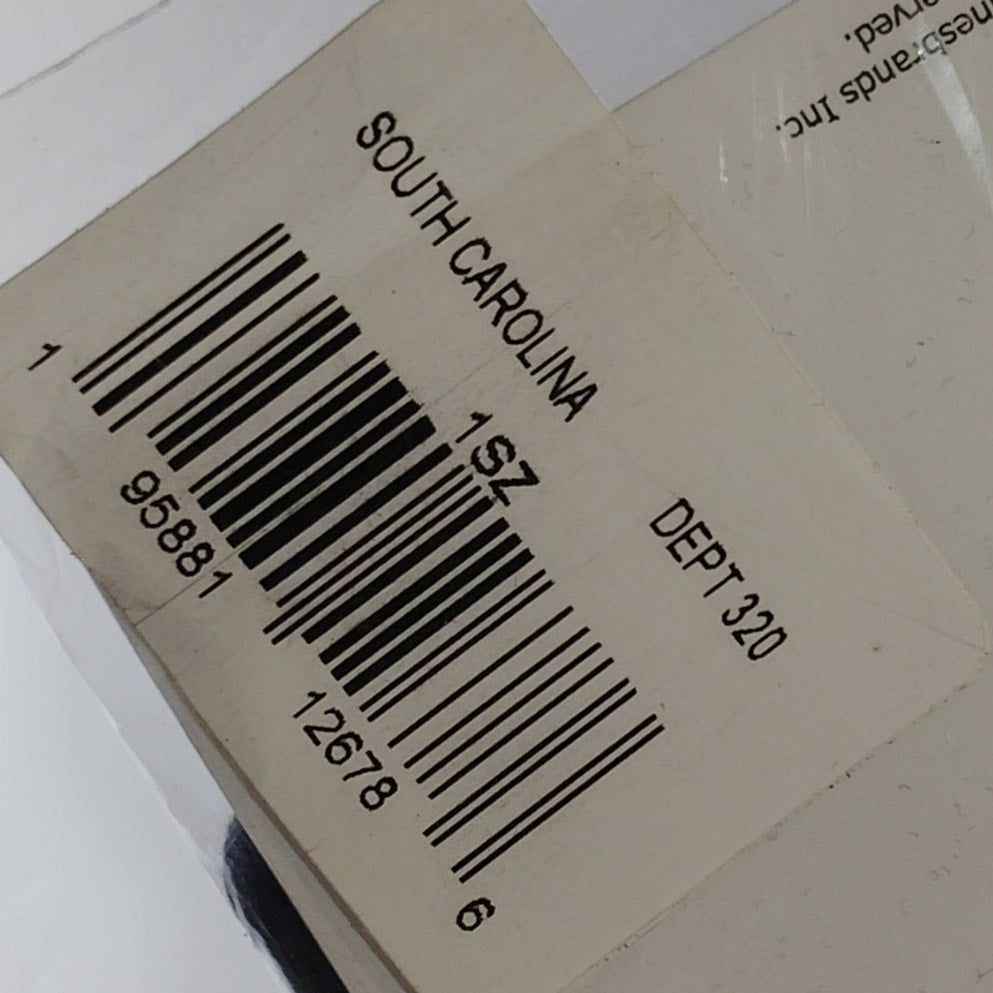 SOUTH CAROLINA
1SZ
DEPT 320
1 95881 12678 6
nesbrands Inc.
erved.